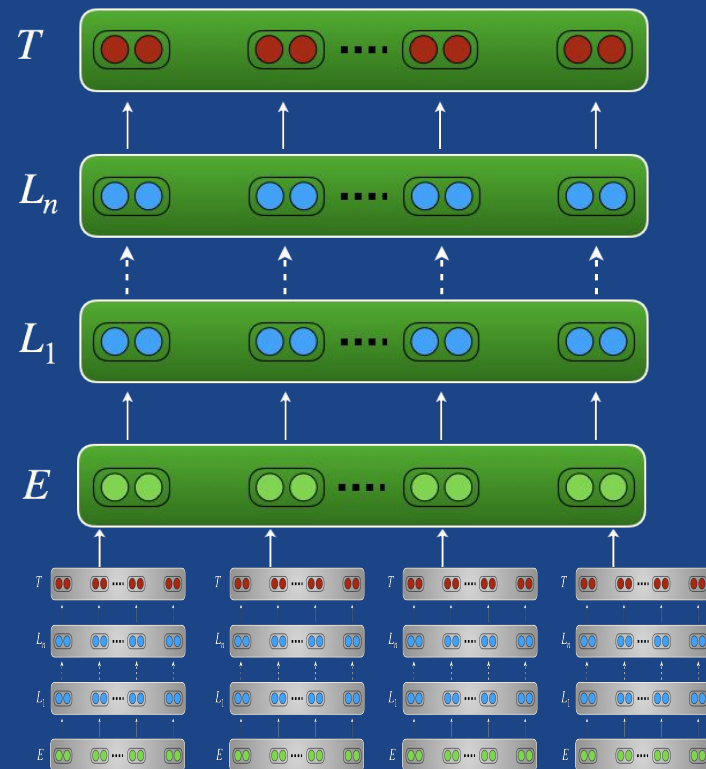 T
Lₙ
L₁
E
T T T T
Lₙ Lₙ Lₙ Lₙ
L₁ L₁ L₁ L₁
E E E E